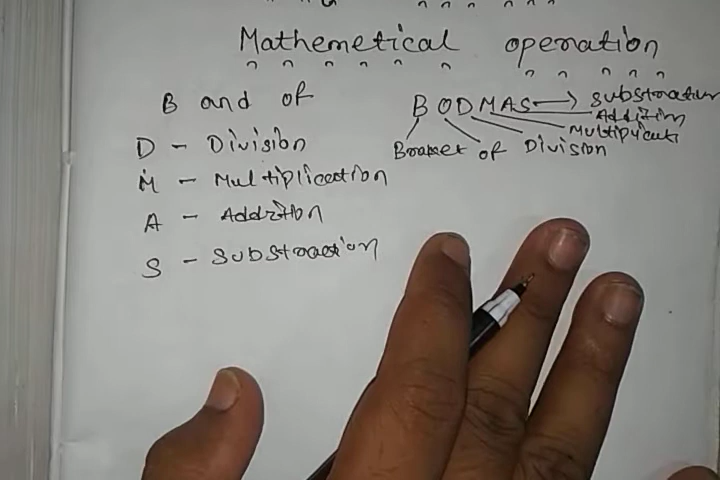 Mathemetical operation
B and of
D - Division
M - Multiplication
A - Addition
S - Substraction
BODMAS → Substraction
Addition
Multiplicati
Bracket of Division